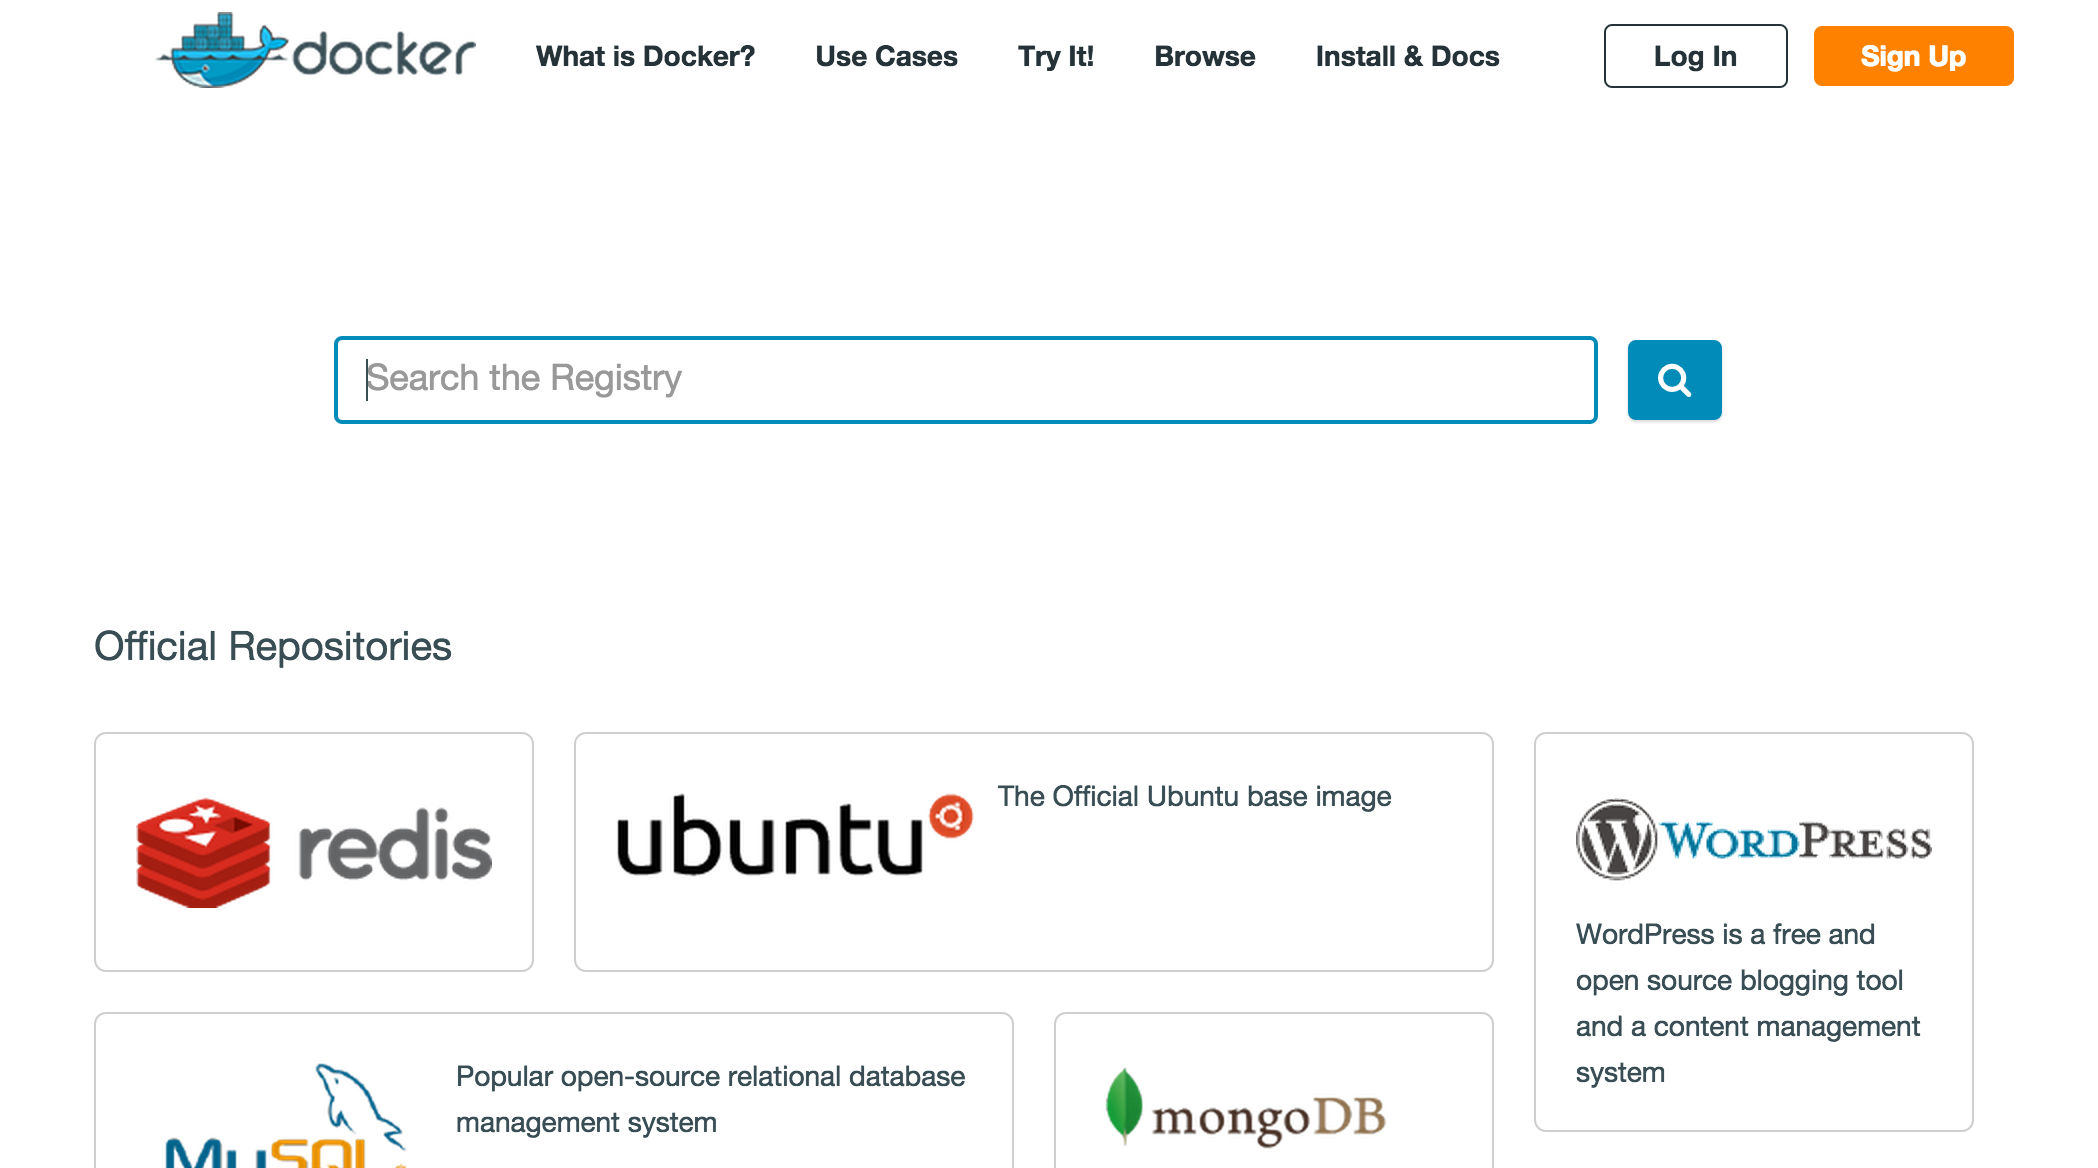 docker
What is Docker?
Use Cases
Try It!
Browse
Install & Docs
Log In
Sign Up
Search the Registry
Official Repositories
redis
ubuntu
The Official Ubuntu base image
WORDPRESS
WordPress is a free and
open source blogging tool
and a content management
system
MySQL
Popular open-source relational database
management system
mongoDB